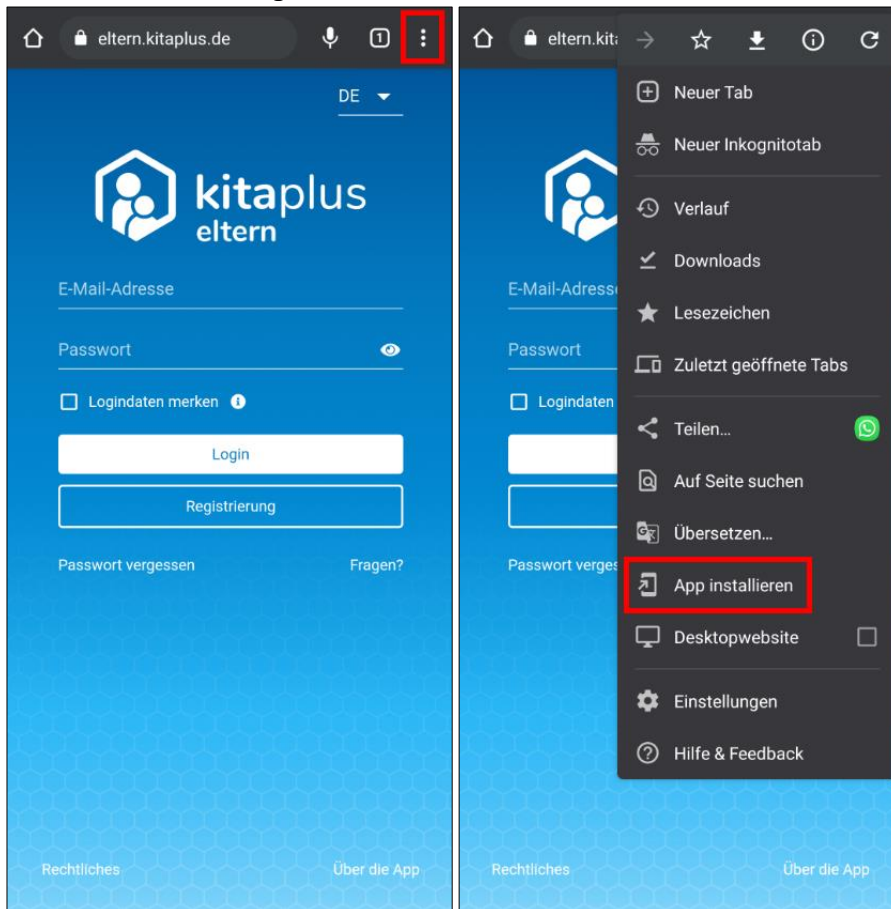 eltern.kitaplus.de
1
DE
kitaplus
eltern
E-Mail-Adresse
Passwort
Logindaten merken
Login
Registrierung
Passwort vergessen
Fragen?
Rechtliches
Über die App
eltern.kita
Neuer Tab
Neuer Inkognitotab
Verlauf
Downloads
E-Mail-Adresse
Lesezeichen
Passwort
Zuletzt geöffnete Tabs
Logindaten
Teilen…
Auf Seite suchen
Übersetzen…
Passwort verges
App installieren
Desktopwebsite
Einstellungen
Hilfe & Feedback
Rechtliches
Über die App